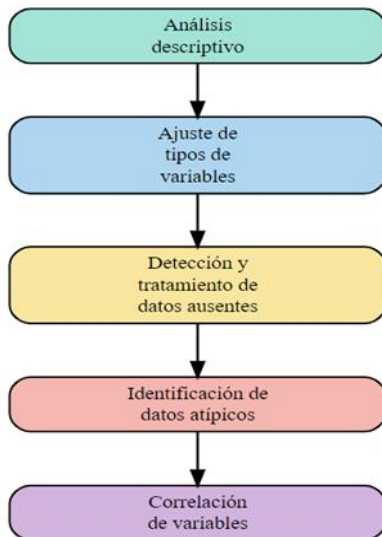 Análisis
descriptivo
Ajuste de
tipos de
variables
Detección y
tratamiento de
datos ausentes
Identificación de
datos atípicos
Correlación
de variables